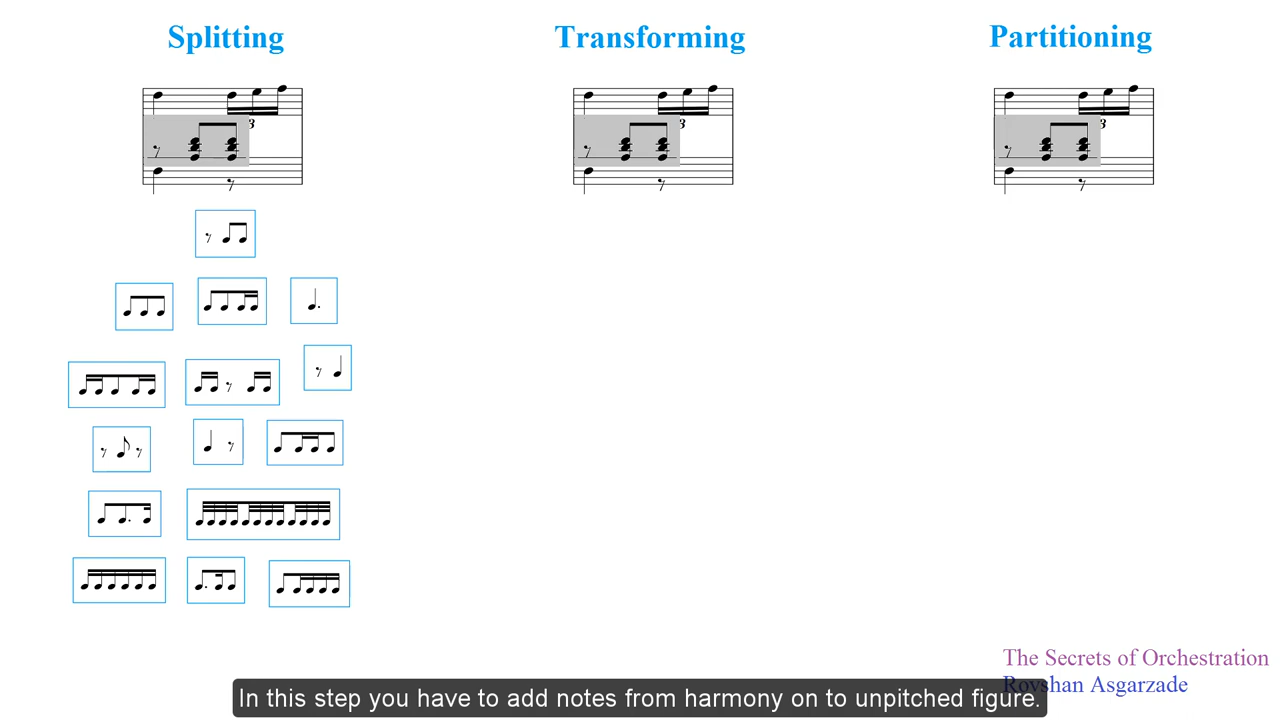 Splitting
Transforming
Partitioning
3
3
3
The Secrets of Orchestration
Rovshan Asgarzade
In this step you have to add notes from harmony on to unpitched figure.